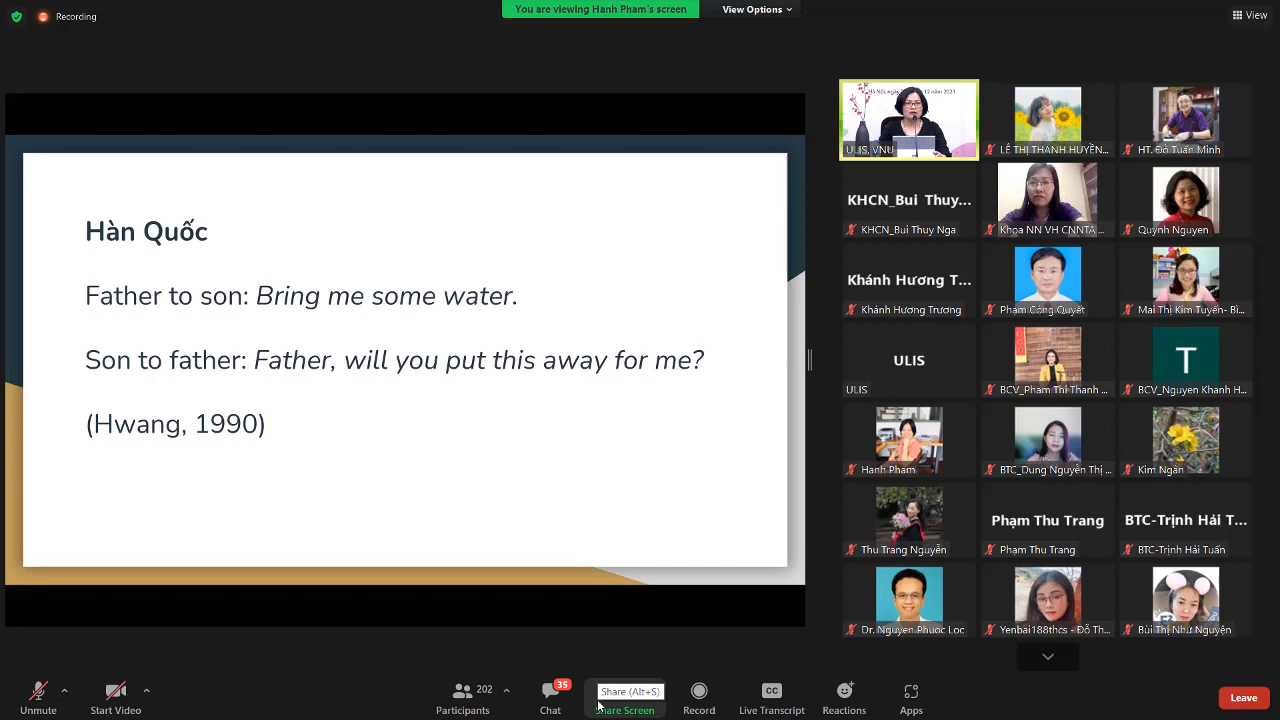 Recording
You are viewing Hanh Pham's screen
View Options
View
Hàn Quốc
Father to son: Bring me some water.
Son to father: Father, will you put this away for me?
(Hwang, 1990)
ULIS, VNU
LÊ THỊ THANH HUYỀN...
HT. Đỗ Tuấn Minh
KHCN_Bui Thuy...
KHCN_Bui Thuy Nga
Khoa NN VH CNNTA ...
Quynh Nguyen
Khánh Hương T...
Khánh Hương Trương
Phạm Công Quyết
Mai Thị Kim Tuyến- Bì...
ULIS
ULIS
BCV_Phạm Thị Thanh ...
T
BCV_Nguyen Khanh H...
Hanh Pham
BTC_Dung Nguyễn Thị ...
Kim Ngân
Thu Trang Nguyễn
Phạm Thu Trang
Phạm Thu Trang
BTC-Trịnh Hải T...
BTC-Trịnh Hải Tuấn
Dr. Nguyen Phuoc Loc
Yenbai188thcs - Đỗ Th...
Bùi Thị Như Nguyện
Unmute
Start Video
202
Participants
35
Chat
Share (Alt+S)
Share Screen
Record
CC
Live Transcript
Reactions
Apps
Leave